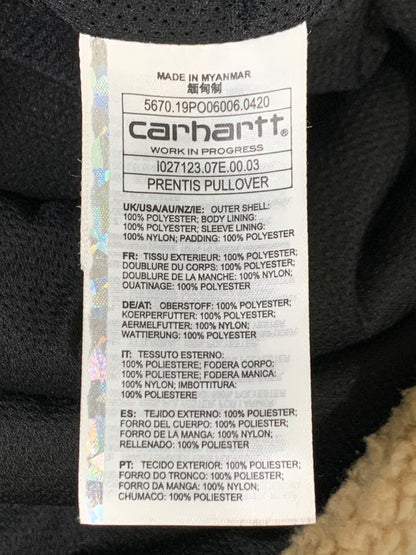 MADE IN MYANMAR
缅甸制
5670.19PO06006.0420
carhartt®
WORK IN PROGRESS
I027123.07E.00.03
PRENTIS PULLOVER
UK/USA/AU/NZ/IE: OUTER SHELL:
100% POLYESTER; BODY LINING:
100% POLYESTER; SLEEVE LINING:
100% NYLON; PADDING: 100% POLYESTER
FR: TISSU EXTERIEUR: 100% POLYESTER;
DOUBLURE DU CORPS: 100% POLYESTER;
DOUBLURE DE LA MANCHE: 100% NYLON;
OUATINAGE: 100% POLYESTER
DE/AT: OBERSTOFF: 100% POLYESTER;
KOERPERFUTTER: 100% POLYESTER;
AERMELFUTTER: 100% NYLON;
WATTIERUNG: 100% POLYESTER
IT: TESSUTO ESTERNO:
100% POLIESTERE; FODERA CORPO:
100% POLIESTERE; FODERA MANICA:
100% NYLON; IMBOTTITURA:
100% POLIESTERE
ES: TEJIDO EXTERNO: 100% POLIESTER;
FORRO DEL CUERPO: 100% POLIESTER;
FORRO DE LA MANGA: 100% NYLON;
RELLENADO: 100% POLIESTER
PT: TECIDO EXTERIOR: 100% POLIESTER;
FORRO DO TRONCO: 100% POLIESTER;
FORRO DA MANGA: 100% NYLON;
CHUMACO: 100% POLIESTER